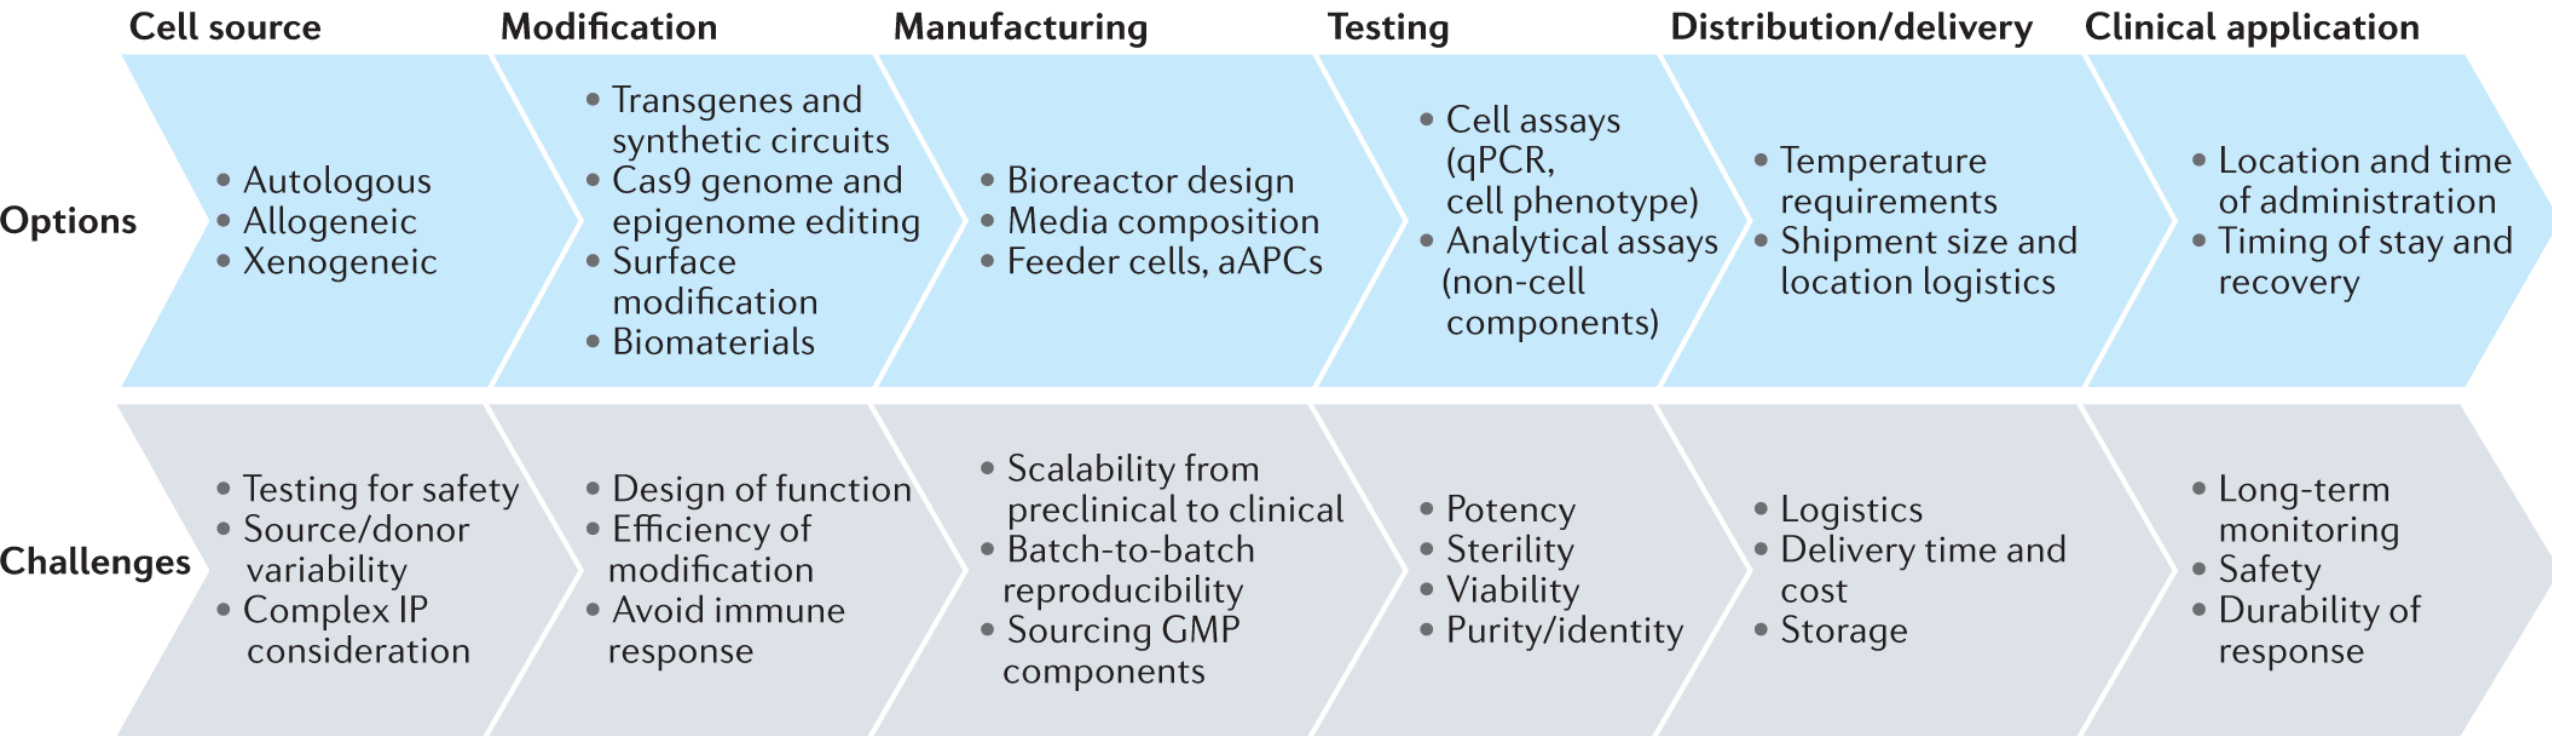 Cell source
Modification
Manufacturing
Testing
Distribution/delivery
Clinical application
Options
• Autologous
• Allogeneic
• Xenogeneic
• Transgenes and
synthetic circuits
• Cas9 genome and
epigenome editing
• Surface
modification
• Biomaterials
• Bioreactor design
• Media composition
• Feeder cells, aAPCs
• Cell assays
(qPCR,
cell phenotype)
• Analytical assays
(non-cell
components)
• Temperature
requirements
• Shipment size and
location logistics
• Location and time
of administration
• Timing of stay and
recovery
Challenges
• Testing for safety
• Source/donor
variability
• Complex IP
consideration
• Design of function
• Efficiency of
modification
• Avoid immune
response
• Scalability from
preclinical to clinical
• Batch-to-batch
reproducibility
• Sourcing GMP
components
• Potency
• Sterility
• Viability
• Purity/identity
• Logistics
• Delivery time and
cost
• Storage
• Long-term
monitoring
• Safety
• Durability of
response